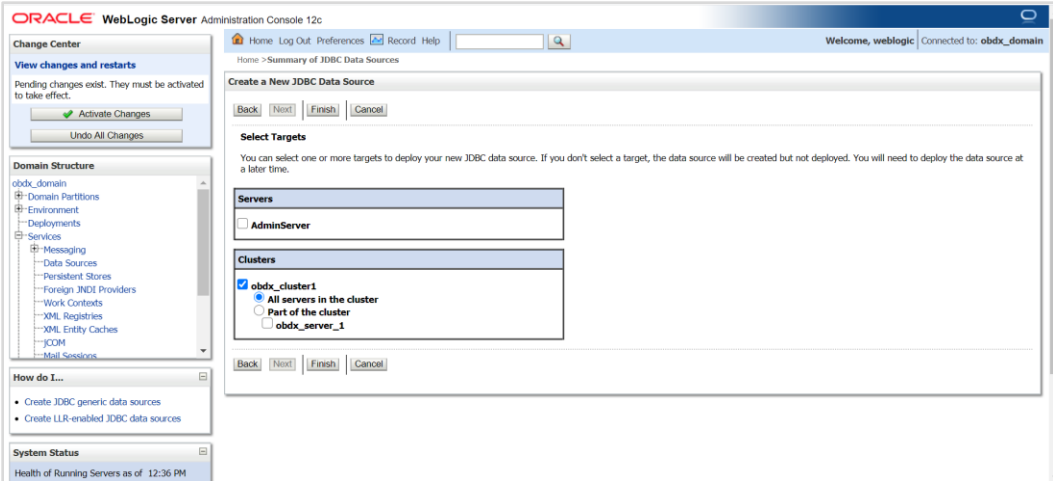 ORACLE WebLogic Server Administration Console 12c
Change Center
View changes and restarts
Pending changes exist. They must be activated
to take effect.
Activate Changes
Undo All Changes
Domain Structure
obdx_domain
Domain Partitions
Environment
Deployments
Services
Messaging
Data Sources
Persistent Stores
Foreign JNDI Providers
Work Contexts
XML Registries
XML Entity Caches
jCOM
Mail Sessions
How do I...
Create JDBC generic data sources
Create LLR-enabled JDBC data sources
System Status
Health of Running Servers as of 12:36 PM
Home Log Out Preferences Record Help
Welcome, weblogic Connected to: obdx_domain
Home >Summary of JDBC Data Sources
Create a New JDBC Data Source
Back Next Finish Cancel
Select Targets
You can select one or more targets to deploy your new JDBC data source. If you don't select a target, the data source will be created but not deployed. You will need to deploy the data source at
a later time.
Servers
AdminServer
Clusters
obdx_cluster1
All servers in the cluster
Part of the cluster
obdx_server_1
Back Next Finish Cancel